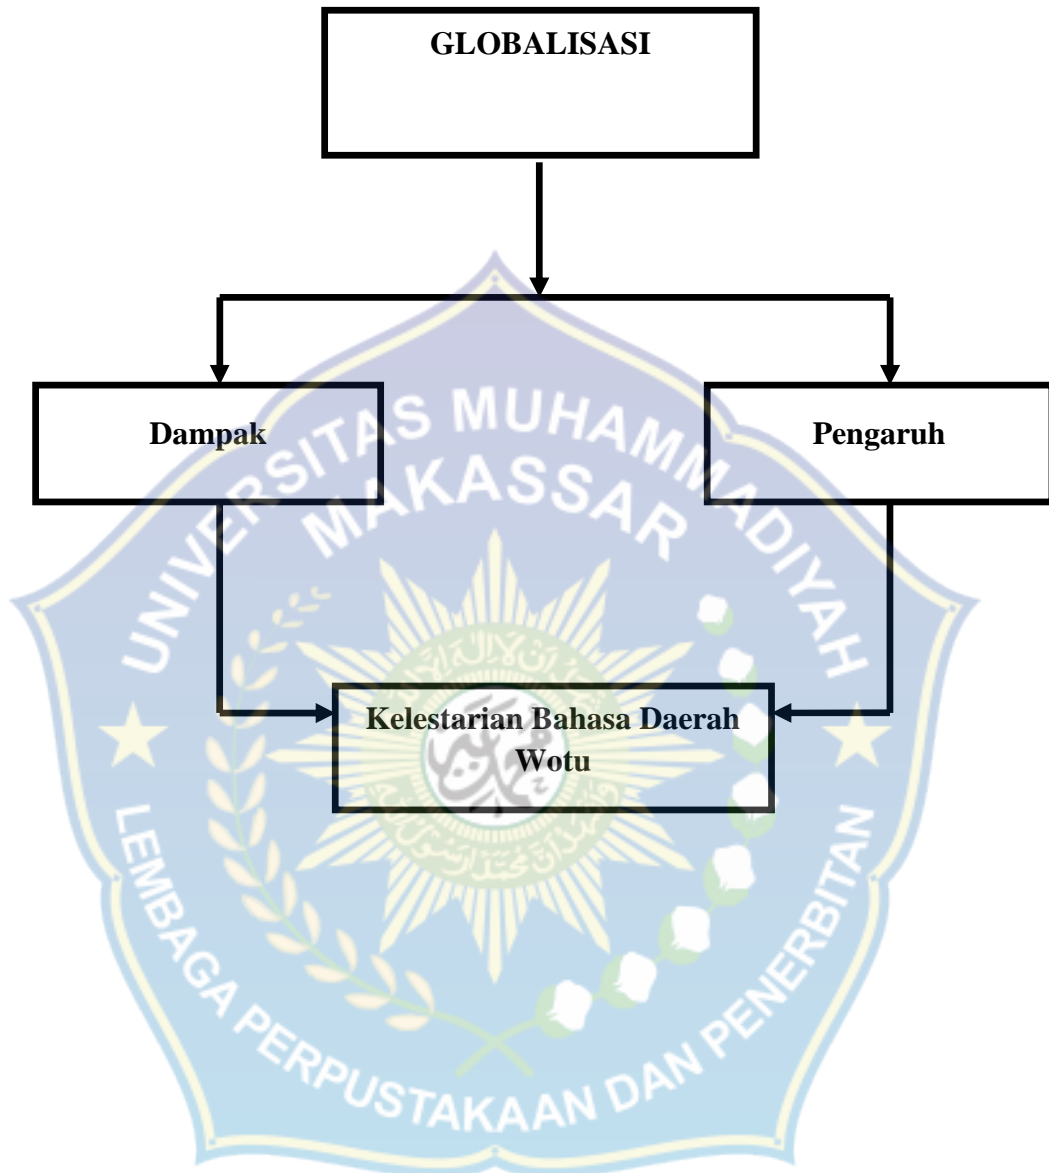 GLOBALISASI
Dampak
Pengaruh
Kelestarian Bahasa Daerah
Wotu
UNIVERSITAS MUHAMMADIYAH
MAKASSAR
LEMBAGA PERPUSTAKAAN DAN PENERBITAN